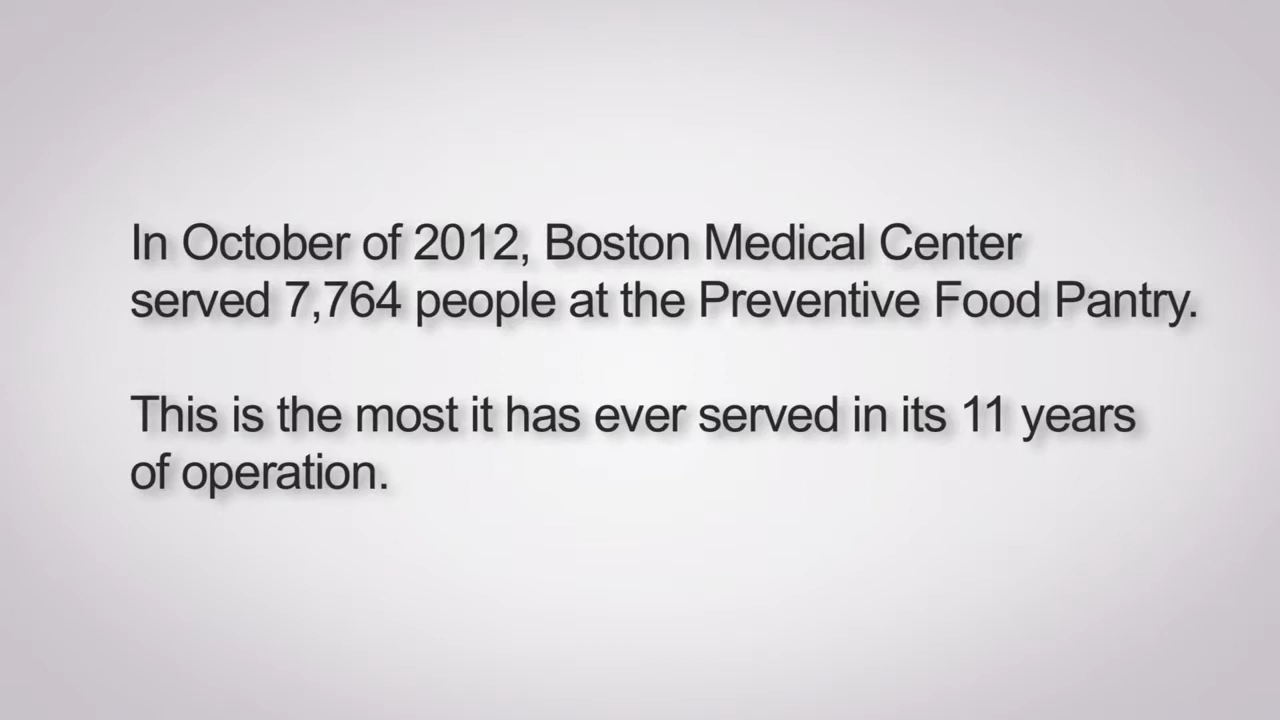 In October of 2012, Boston Medical Center
served 7,764 people at the Preventive Food Pantry.
This is the most it has ever served in its 11 years
of operation.